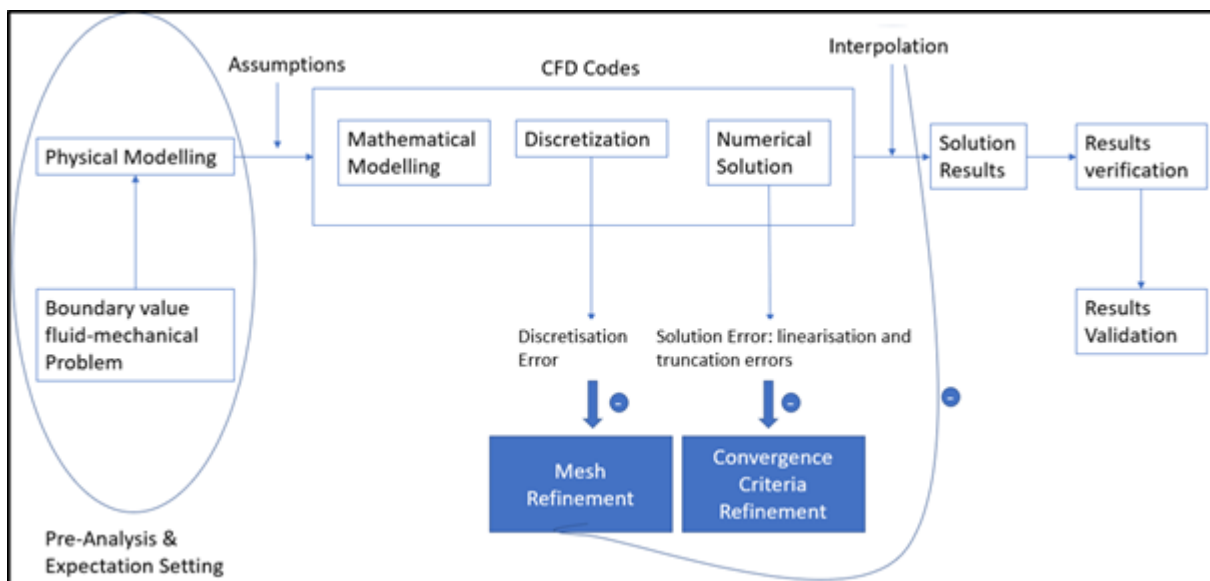 Assumptions
CFD Codes
Interpolation
Physical Modelling
Mathematical
Modelling
Discretization
Numerical
Solution
Solution
Results
Results
verification
Boundary value
fluid-mechanical
Problem
Results
Validation
Discretisation
Error
Solution Error: linearisation and
truncation errors
-
-
-
Mesh
Refinement
Convergence
Criteria
Refinement
Pre-Analysis &
Expectation Setting